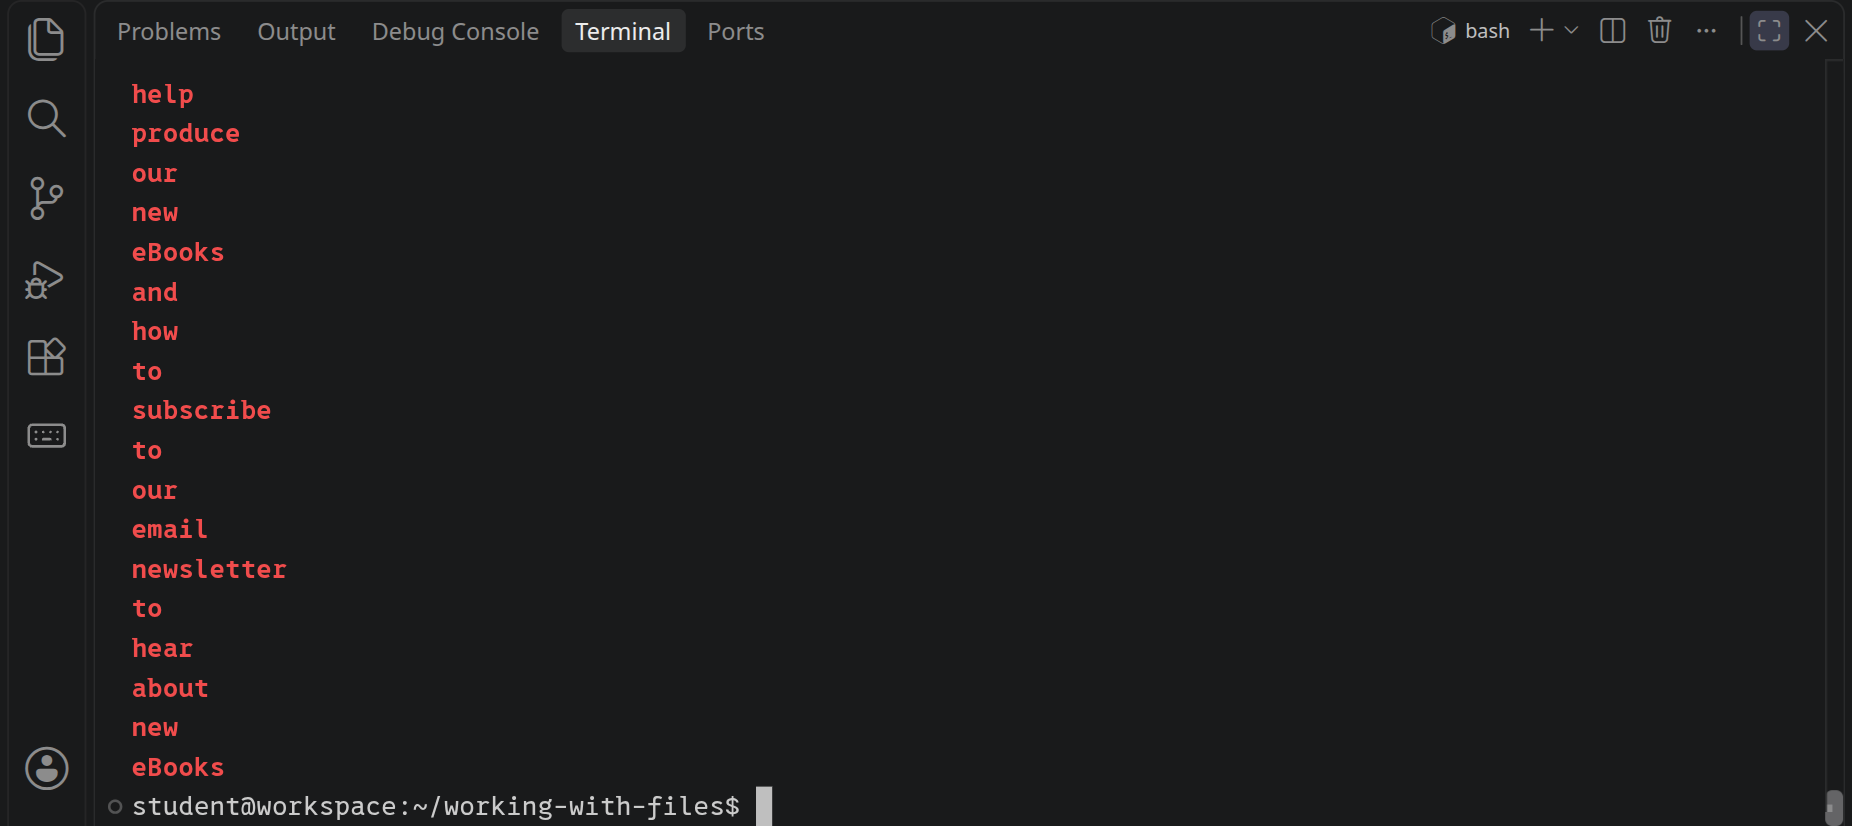 Problems Output Debug Console Terminal Ports bash
help
produce
our
new
eBooks
and
how
to
subscribe
to
our
email
newsletter
to
hear
about
new
eBooks
student@workspace:~/working-with-files$